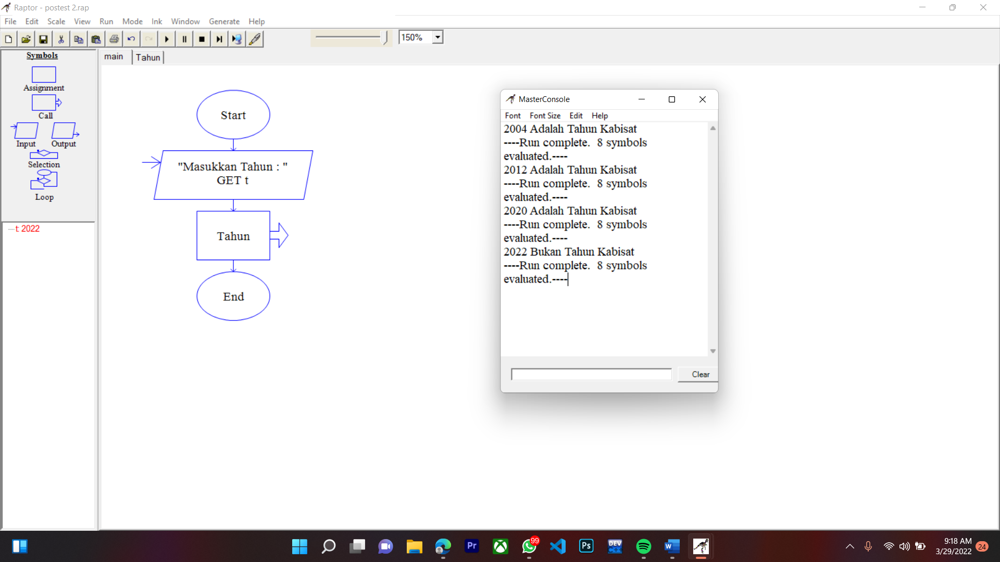 Raptor - postest 2.rap
File Edit Scale View Run Mode Ink Window Generate Help
150%
Symbols
Assignment
Call
Input Output
Selection
Loop
t: 2022
main Tahun
Start
"Masukkan Tahun : "
GET t
Tahun
End
MasterConsole
Font Font Size Edit Help
2004 Adalah Tahun Kabisat
----Run complete.  8 symbols
evaluated.----
2012 Adalah Tahun Kabisat
----Run complete.  8 symbols
evaluated.----
2020 Adalah Tahun Kabisat
----Run complete.  8 symbols
evaluated.----
2022 Bukan Tahun Kabisat
----Run complete.  8 symbols
evaluated.----
Clear
Pr
99
Ps
DEV
C++
W
9:18 AM
3/29/2022
24